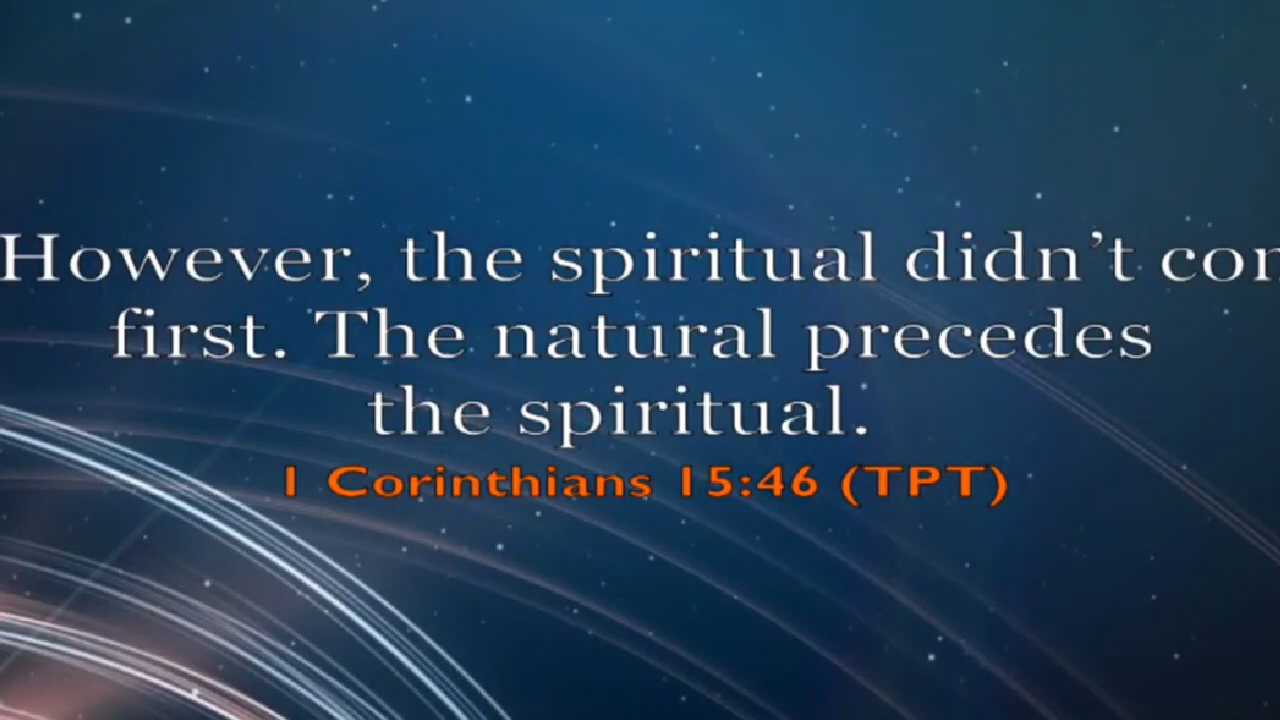 However, the spiritual didn’t
first. The natural precedes
the spiritual.
1 Corinthians 15:46 (TPT)